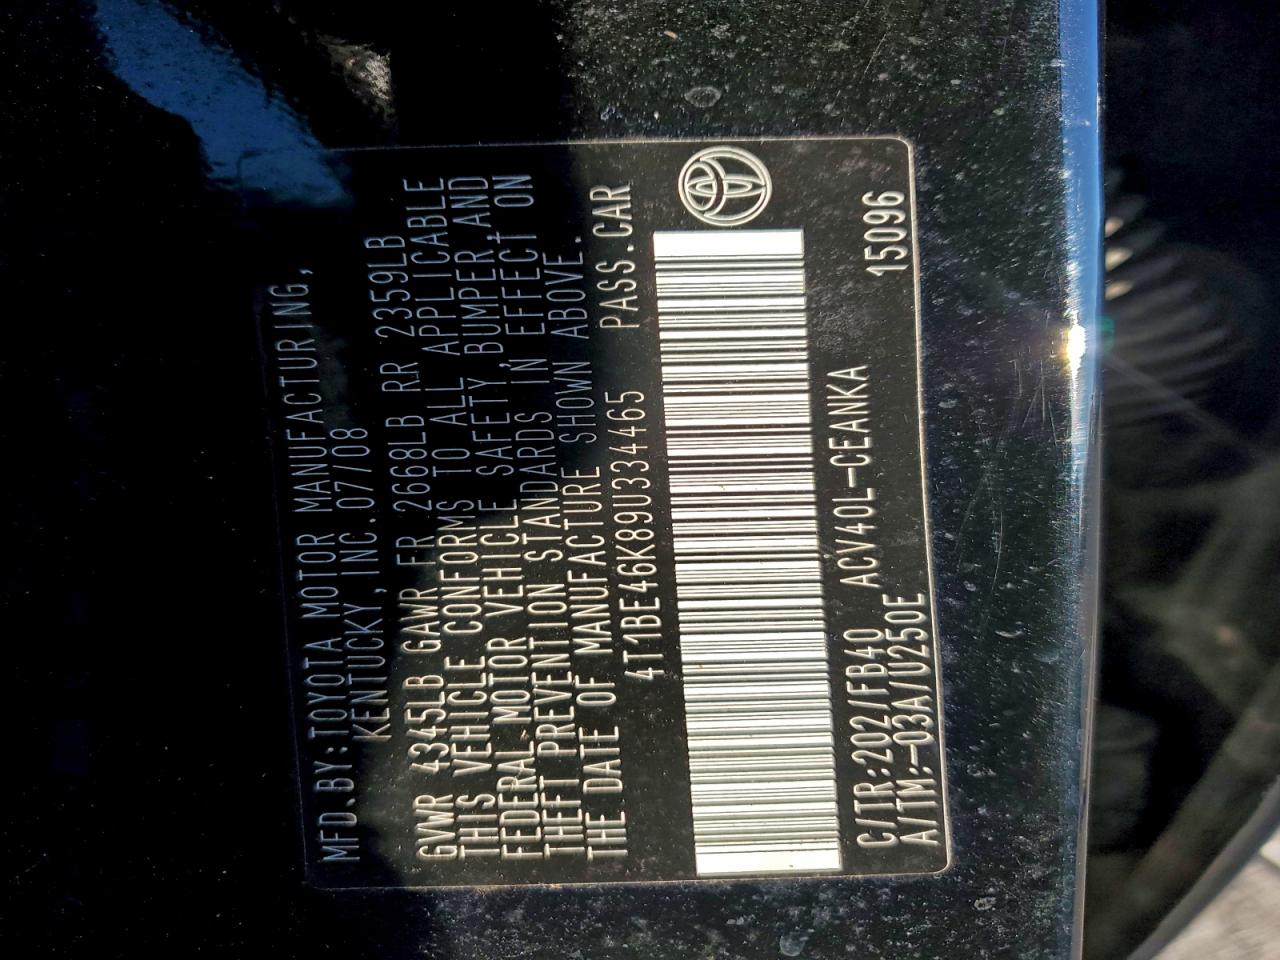 MFD.BY:TOYOTA MOTOR MANUFACTURING,
KENTUCKY, INC.07/08
GVWR 4345LB GAWR FR 2668LB RR 2359LB
THIS VEHICLE CONFORMS TO ALL APPLICABLE
FEDERAL MOTOR VEHICLE SAFETY,BUMPER,AND
THEFT PREVENTION STANDARDS IN EFFECT ON
THE DATE OF MANUFACTURE SHOWN ABOVE.
4T1BE46K89U334465 PASS.CAR
C/TR:202/FB40 ACV40L-CEANKA 15096
A/TM:-03A/U250E